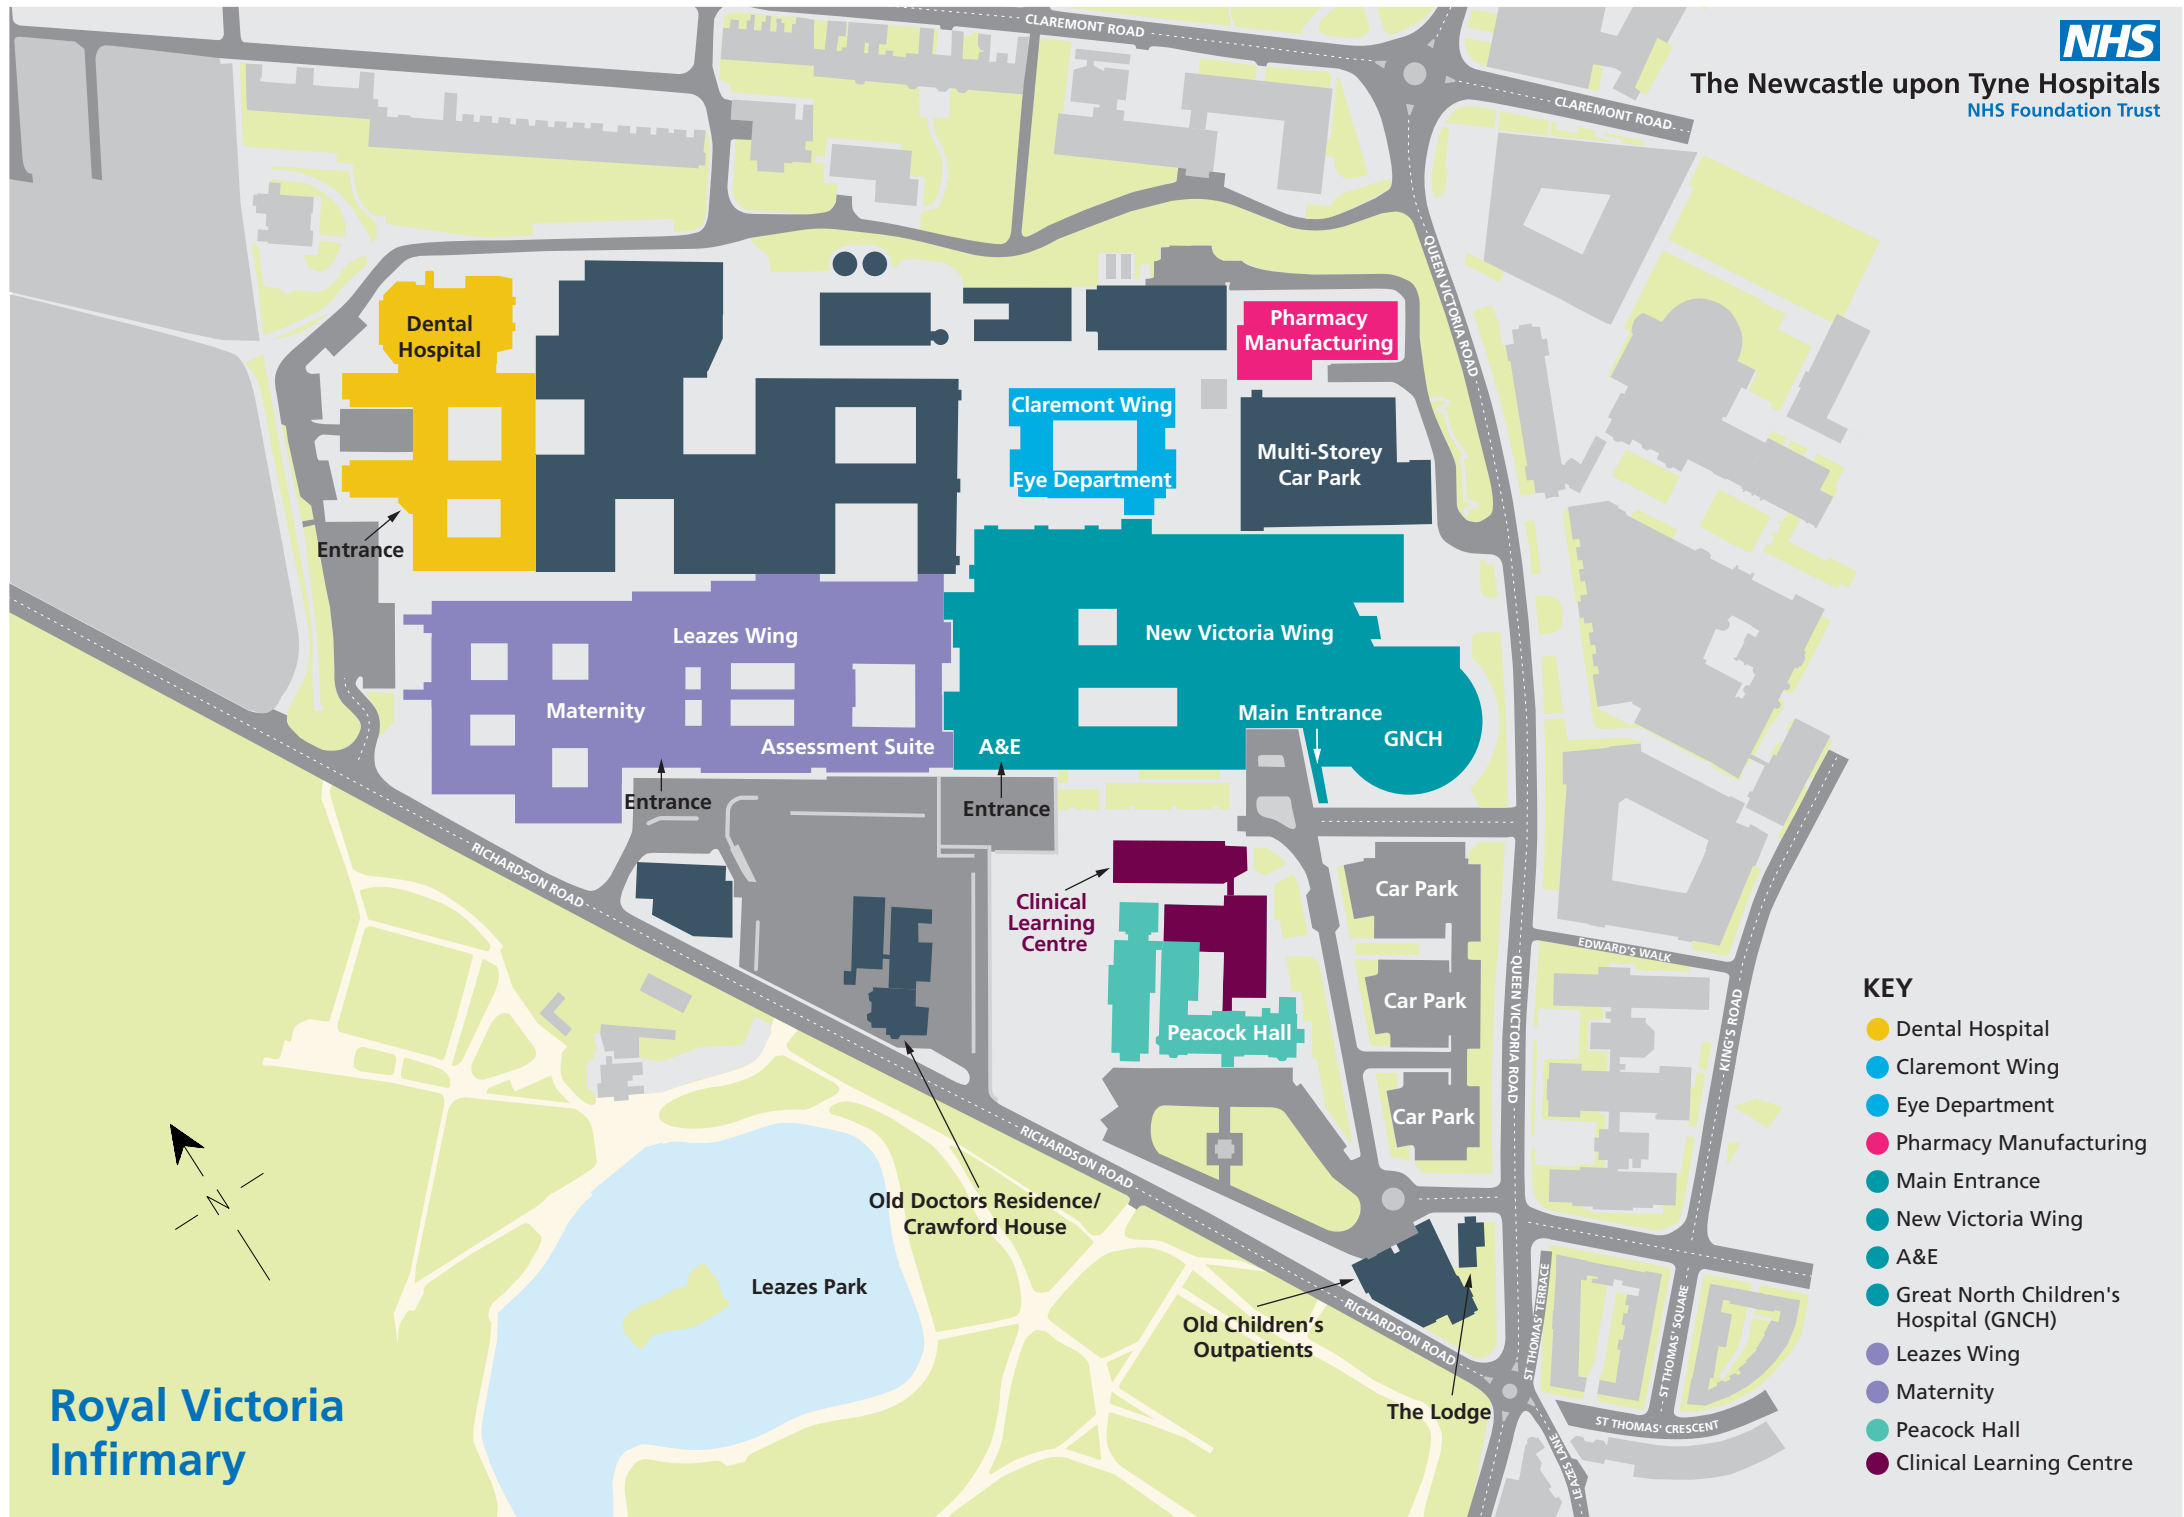 CLAREMONT ROAD
NHS
The Newcastle upon Tyne Hospitals
NHS Foundation Trust
CLAREMONT ROAD
QUEEN VICTORIA ROAD
Dental
Hospital
Pharmacy
Manufacturing
Claremont Wing
Eye Department
Multi-Storey
Car Park
Entrance
Leazes Wing
New Victoria Wing
Maternity
Main Entrance
Assessment Suite
A&E
GNCH
Entrance
Entrance
RICHARDSON ROAD
Clinical
Learning
Centre
Car Park
EDWARD'S WALK
QUEEN VICTORIA ROAD
Car Park
KING'S ROAD
Peacock Hall
Car Park
RICHARDSON ROAD
N
Old Doctors Residence/
Crawford House
Leazes Park
Old Children's
Outpatients
RICHARDSON ROAD
The Lodge
ST THOMAS' TERRACE
ST THOMAS' SQUARE
ST THOMAS' CRESCENT
LEAZES LANE
Royal Victoria
Infirmary
KEY
Dental Hospital
Claremont Wing
Eye Department
Pharmacy Manufacturing
Main Entrance
New Victoria Wing
A&E
Great North Children's
Hospital (GNCH)
Leazes Wing
Maternity
Peacock Hall
Clinical Learning Centre